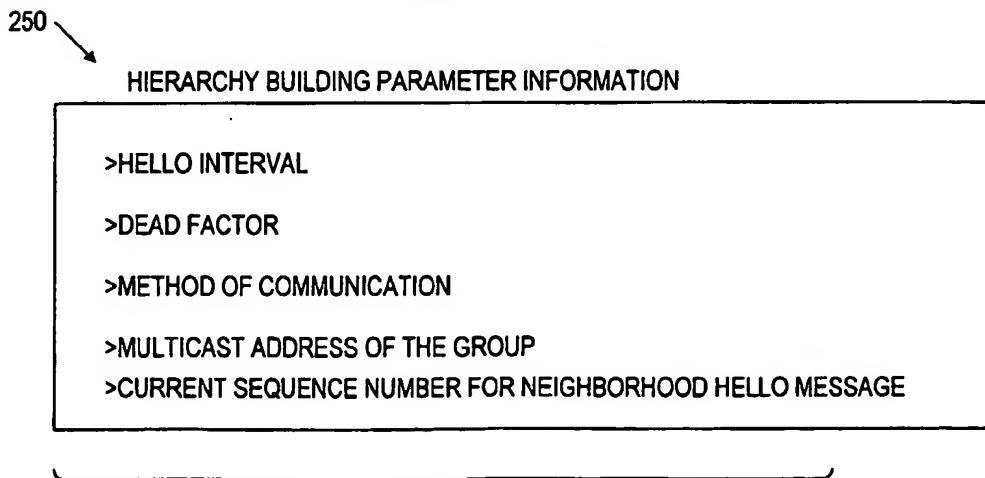 250
HIERARCHY BUILDING PARAMETER INFORMATION
>HELLO INTERVAL
>DEAD FACTOR
>METHOD OF COMMUNICATION
>MULTICAST ADDRESS OF THE GROUP
>CURRENT SEQUENCE NUMBER FOR NEIGHBORHOOD HELLO MESSAGE